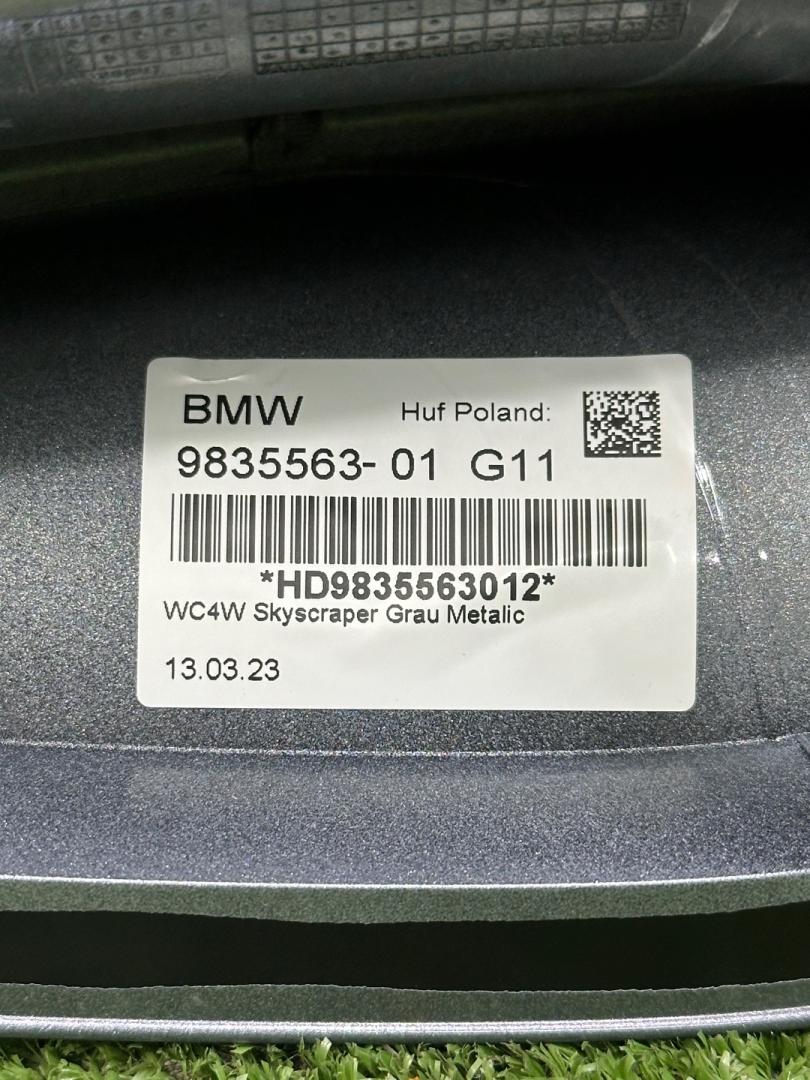 BMW Huf Poland:
9835563- 01 G11
*HD9835563012*
WC4W Skyscraper Grau Metalic
13.03.23